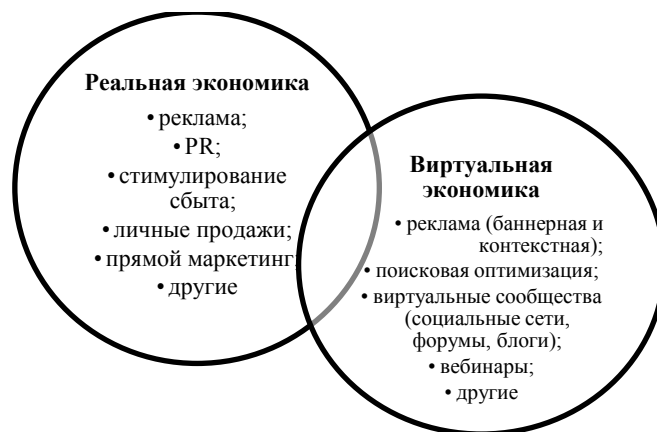 Реальная экономика
• реклама;
• PR;
• стимулирование
сбыта;
• личные продажи;
• прямой маркетинг;
• другие
Виртуальная
экономика
• реклама (баннерная и
контекстная);
• поисковая оптимизация;
• виртуальные сообщества
(социальные сети,
форумы, блоги);
• вебинары;
• другие